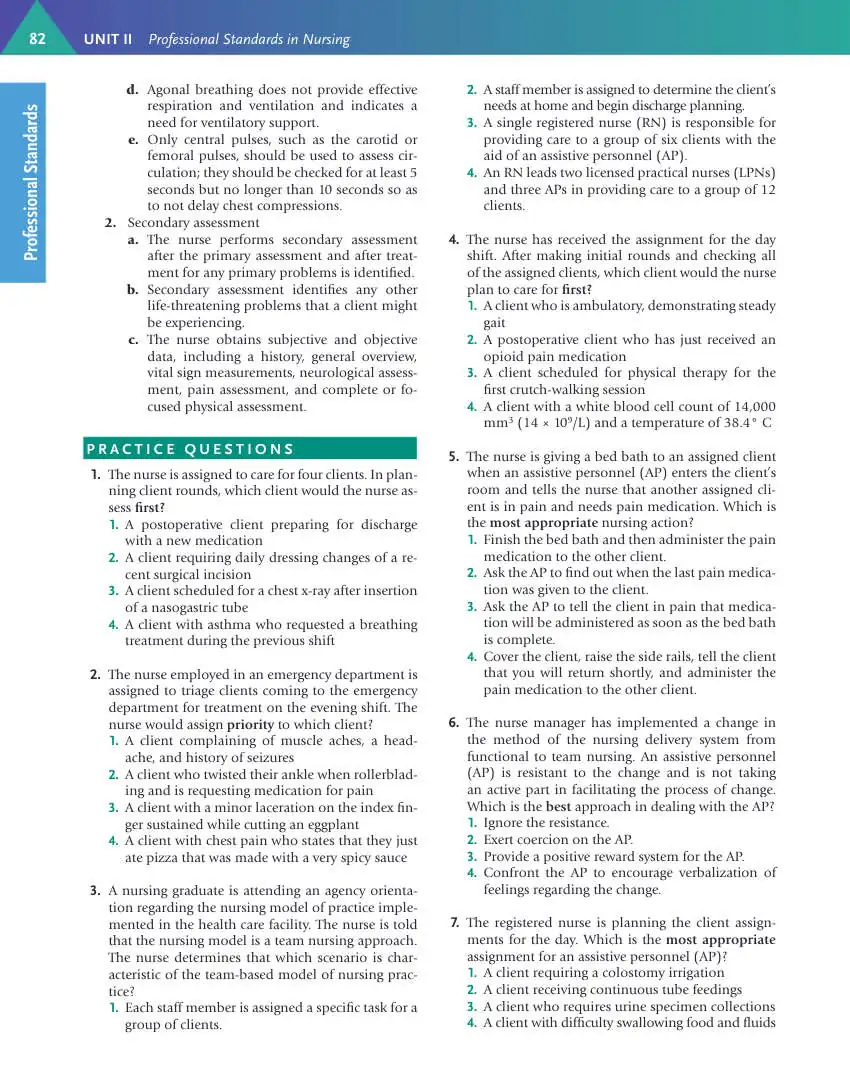 82 UNIT II Professional Standards in Nursing
Professional Standards
d. Agonal breathing does not provide effective
respiration and ventilation and indicates a
need for ventilatory support.
e. Only central pulses, such as the carotid or
femoral pulses, should be used to assess cir-
culation; they should be checked for at least 5
seconds but no longer than 10 seconds so as
to not delay chest compressions.
2. Secondary assessment
a. The nurse performs secondary assessment
after the primary assessment and after treat-
ment for any primary problems is identified.
b. Secondary assessment identifies any other
life-threatening problems that a client might
be experiencing.
c. The nurse obtains subjective and objective
data, including a history, general overview,
vital sign measurements, neurological assess-
ment, pain assessment, and complete or fo-
cused physical assessment.
PRACTICE QUESTIONS
1. The nurse is assigned to care for four clients. In plan-
ning client rounds, which client would the nurse as-
sess first?
1. A postoperative client preparing for discharge
with a new medication
2. A client requiring daily dressing changes of a re-
cent surgical incision
3. A client scheduled for a chest x-ray after insertion
of a nasogastric tube
4. A client with asthma who requested a breathing
treatment during the previous shift
2. The nurse employed in an emergency department is
assigned to triage clients coming to the emergency
department for treatment on the evening shift. The
nurse would assign priority to which client?
1. A client complaining of muscle aches, a head-
ache, and history of seizures
2. A client who twisted their ankle when rollerblad-
ing and is requesting medication for pain
3. A client with a minor laceration on the index fin-
ger sustained while cutting an eggplant
4. A client with chest pain who states that they just
ate pizza that was made with a very spicy sauce
3. A nursing graduate is attending an agency orienta-
tion regarding the nursing model of practice imple-
mented in the health care facility. The nurse is told
that the nursing model is a team nursing approach.
The nurse determines that which scenario is char-
acteristic of the team-based model of nursing prac-
tice?
1. Each staff member is assigned a specific task for a
group of clients.
2. A staff member is assigned to determine the client's
needs at home and begin discharge planning.
3. A single registered nurse (RN) is responsible for
providing care to a group of six clients with the
aid of an assistive personnel (AP).
4. An RN leads two licensed practical nurses (LPNs)
and three APs in providing care to a group of 12
clients.
4. The nurse has received the assignment for the day
shift. After making initial rounds and checking all
of the assigned clients, which client would the nurse
plan to care for first?
1. A client who is ambulatory, demonstrating steady
gait
2. A postoperative client who has just received an
opioid pain medication
3. A client scheduled for physical therapy for the
first crutch-walking session
4. A client with a white blood cell count of 14,000
mm³ (14 × 10⁹/L) and a temperature of 38.4° C
5. The nurse is giving a bed bath to an assigned client
when an assistive personnel (AP) enters the client's
room and tells the nurse that another assigned cli-
ent is in pain and needs pain medication. Which is
the most appropriate nursing action?
1. Finish the bed bath and then administer the pain
medication to the other client.
2. Ask the AP to find out when the last pain medica-
tion was given to the client.
3. Ask the AP to tell the client in pain that medica-
tion will be administered as soon as the bed bath
is complete.
4. Cover the client, raise the side rails, tell the client
that you will return shortly, and administer the
pain medication to the other client.
6. The nurse manager has implemented a change in
the method of the nursing delivery system from
functional to team nursing. An assistive personnel
(AP) is resistant to the change and is not taking
an active part in facilitating the process of change.
Which is the best approach in dealing with the AP?
1. Ignore the resistance.
2. Exert coercion on the AP.
3. Provide a positive reward system for the AP.
4. Confront the AP to encourage verbalization of
feelings regarding the change.
7. The registered nurse is planning the client assign-
ments for the day. Which is the most appropriate
assignment for an assistive personnel (AP)?
1. A client requiring a colostomy irrigation
2. A client receiving continuous tube feedings
3. A client who requires urine specimen collections
4. A client with difficulty swallowing food and fluids